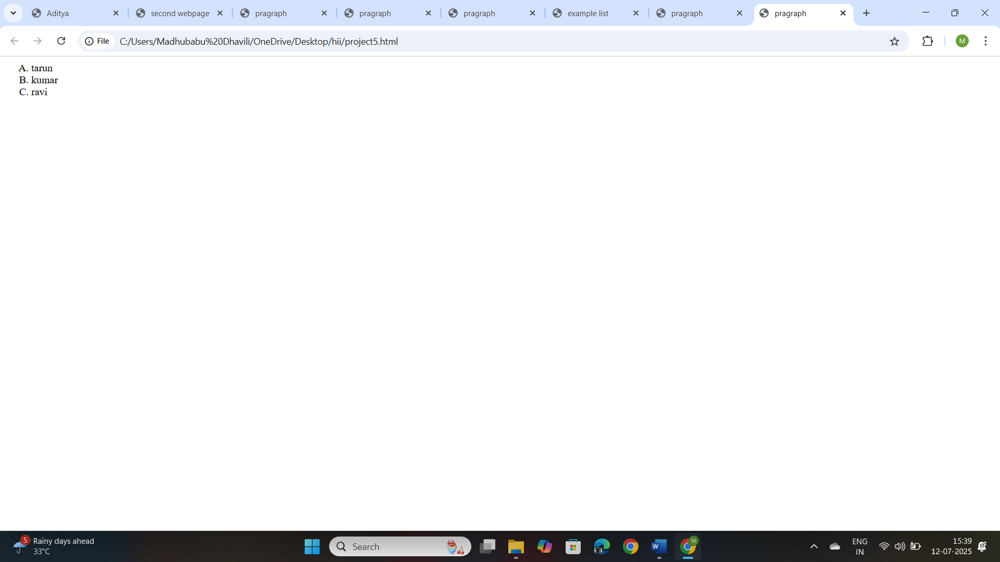 Aditya
second webpage
pragraph
pragraph
pragraph
example list
pragraph
pragraph
File
C:/Users/Madhubabu%20Dhavili/OneDrive/Desktop/hii/project5.html
M
A. tarun
B. kumar
C. ravi
5
Rainy days ahead
33°C
Search
W
M
ENG
IN
15:39
12-07-2025